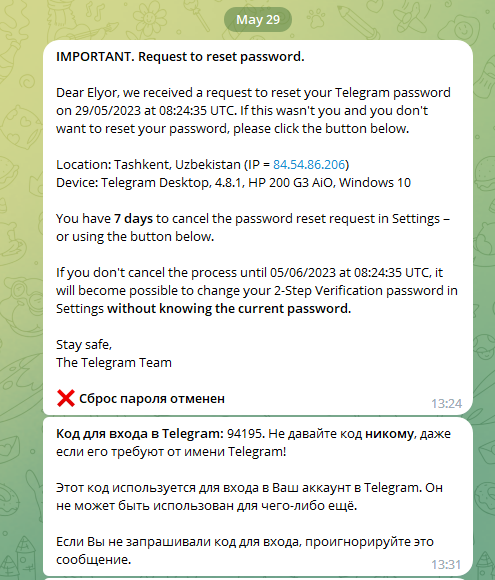 May 29
IMPORTANT. Request to reset password.
Dear Elyor, we received a request to reset your Telegram password
on 29/05/2023 at 08:24:35 UTC. If this wasn't you and you don't
want to reset your password, please click the button below.
Location: Tashkent, Uzbekistan (IP = 84.54.86.206)
Device: Telegram Desktop, 4.8.1, HP 200 G3 AiO, Windows 10
You have 7 days to cancel the password reset request in Settings –
or using the button below.
If you don't cancel the process until 05/06/2023 at 08:24:35 UTC, it
will become possible to change your 2-Step Verification password in
Settings without knowing the current password.
Stay safe,
The Telegram Team
❌ Сброс пароля отменен
13:24
Код для входа в Telegram: 94195. Не давайте код никому, даже
если его требуют от имени Telegram!
Этот код используется для входа в Ваш аккаунт в Telegram. Он
не может быть использован для чего-либо ещё.
Если Вы не запрашивали код для входа, проигнорируйте это
сообщение.
13:31